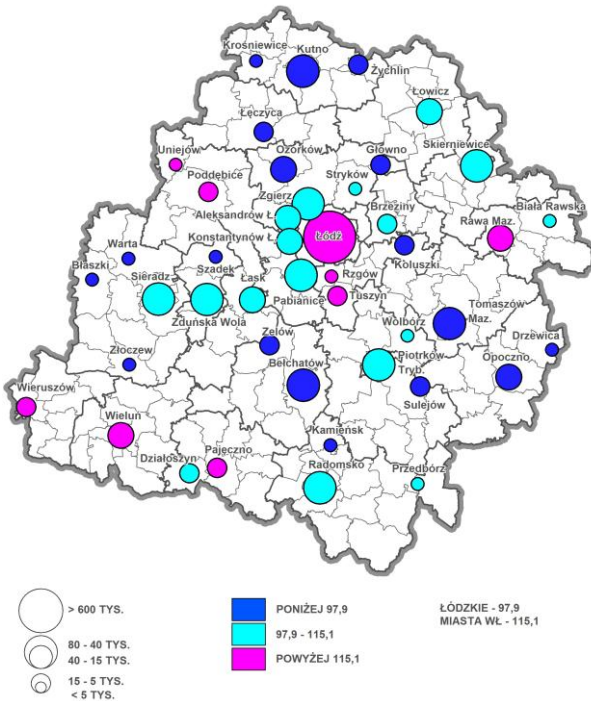 Krośniewice
Kutno
Żychlin
Łowicz
Łęczyca
Skierniewice
Uniejów
Ozorków
Głowno
Poddębice
Stryków
Zgierz
Brzeziny
Biała Rawska
Aleksandrów Ł.
Rawa Maz.
Łódź
Konstantynów Ł.
Warta
Koluszki
Szadek
Błaszki
Rzgów
Sieradz
Łask
Pabianice
Tuszyn
Tomaszów
Maz.
Zduńska Wola
Wolbórz
Zelów
Drzewica
Złoczew
Bełchatów
Piotrków
Tryb.
Opoczno
Wieruszów
Sulejów
Wieluń
Kamieńsk
Działoszyn
Pajęczno
Radomsko
Przedbórz
> 600 TYS.
80 - 40 TYS.
40 - 15 TYS.
15 - 5 TYS.
< 5 TYS.
PONIŻEJ 97,9
97,9 - 115,1
POWYŻEJ 115,1
ŁÓDZKIE - 97,9
MIASTA WŁ - 115,1